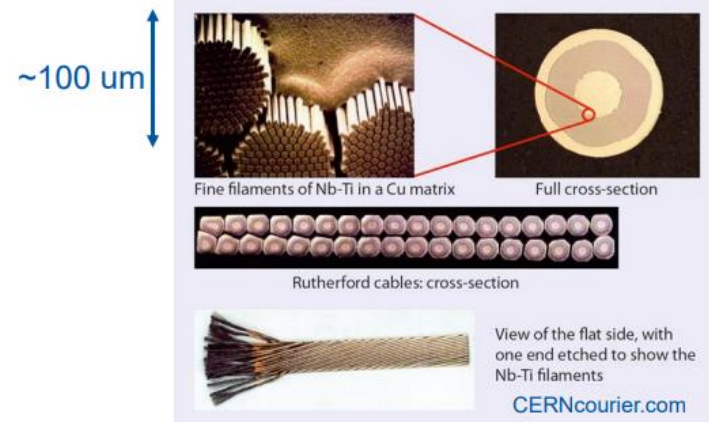 ~100 um
Fine filaments of Nb-Ti in a Cu matrix
Full cross-section
Rutherford cables: cross-section
View of the flat side, with
one end etched to show the
Nb-Ti filaments
CERNcourier.com